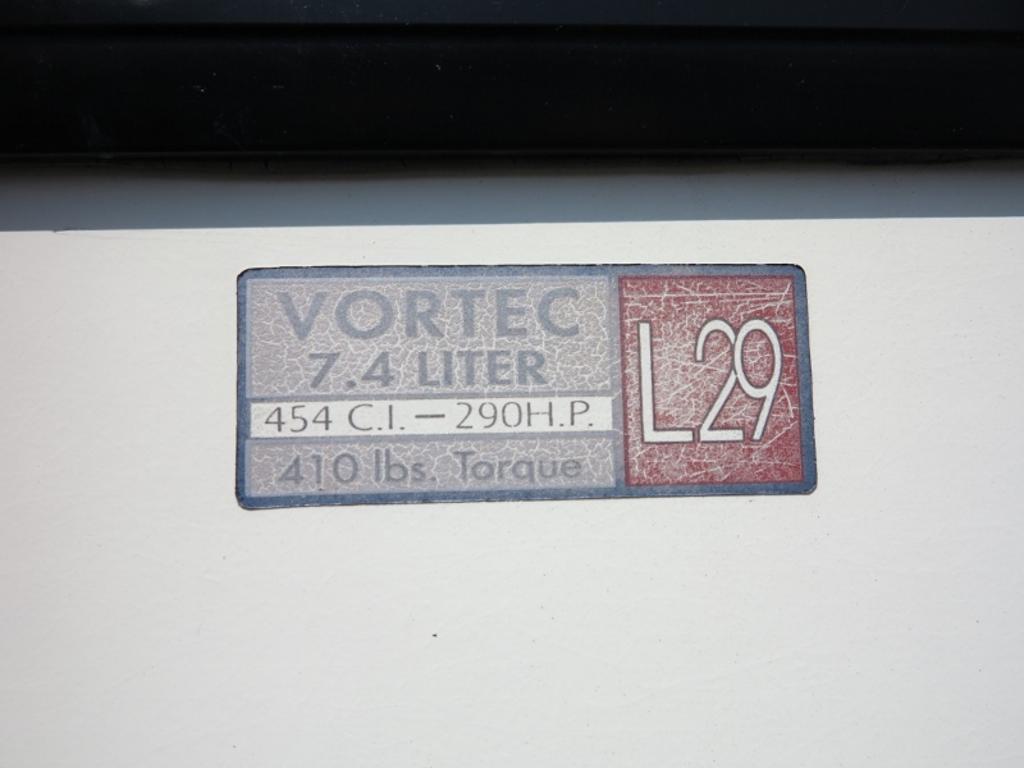 VORTEC
7.4 LITER
454 C.I. — 290H.P.
410 lbs. Torque
L29